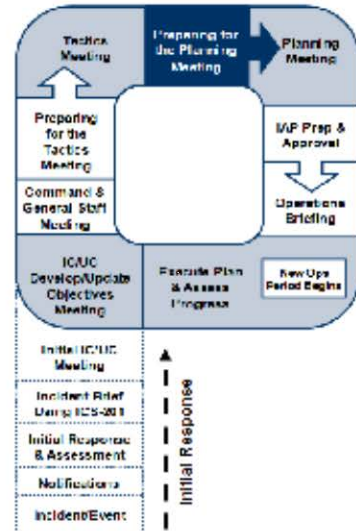 Tactics
Meeting
Preparing for
the Planning
Meeting
Planning
Meeting
Preparing
for the
Tactics
Meeting
IAP Prep &
Approval
Command &
General Staff
Meeting
Operations
Briefing
IC/UC
Develop/Update
Objectives
Meeting
Execute Plan
& Assess
Progress
New Ops
Period Begins
Initial IC/UC
Meeting
Incident Brief
Using ICS-201
Initial Response
& Assessment
Notifications
Incident/Event
Initial Response